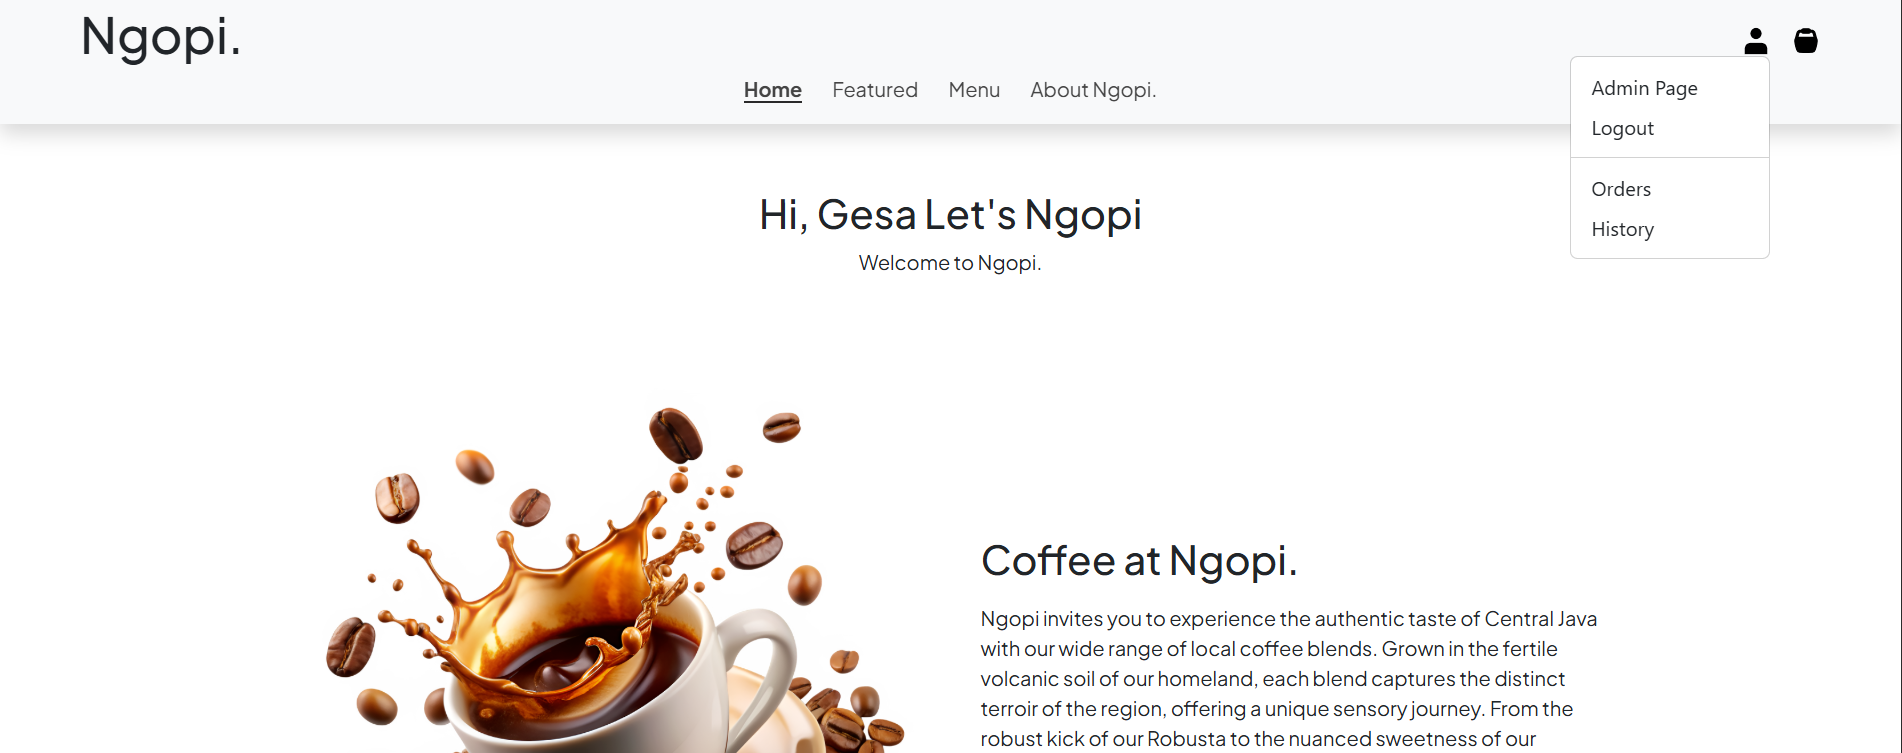 Ngopi.
Home Featured Menu About Ngopi.
Admin Page
Logout
Orders
History
Hi, Gesa Let's Ngopi
Welcome to Ngopi.
Coffee at Ngopi.
Ngopi invites you to experience the authentic taste of Central Java
with our wide range of local coffee blends. Grown in the fertile
volcanic soil of our homeland, each blend captures the distinct
terroir of the region, offering a unique sensory journey. From the
robust kick of our Robusta to the nuanced sweetness of our